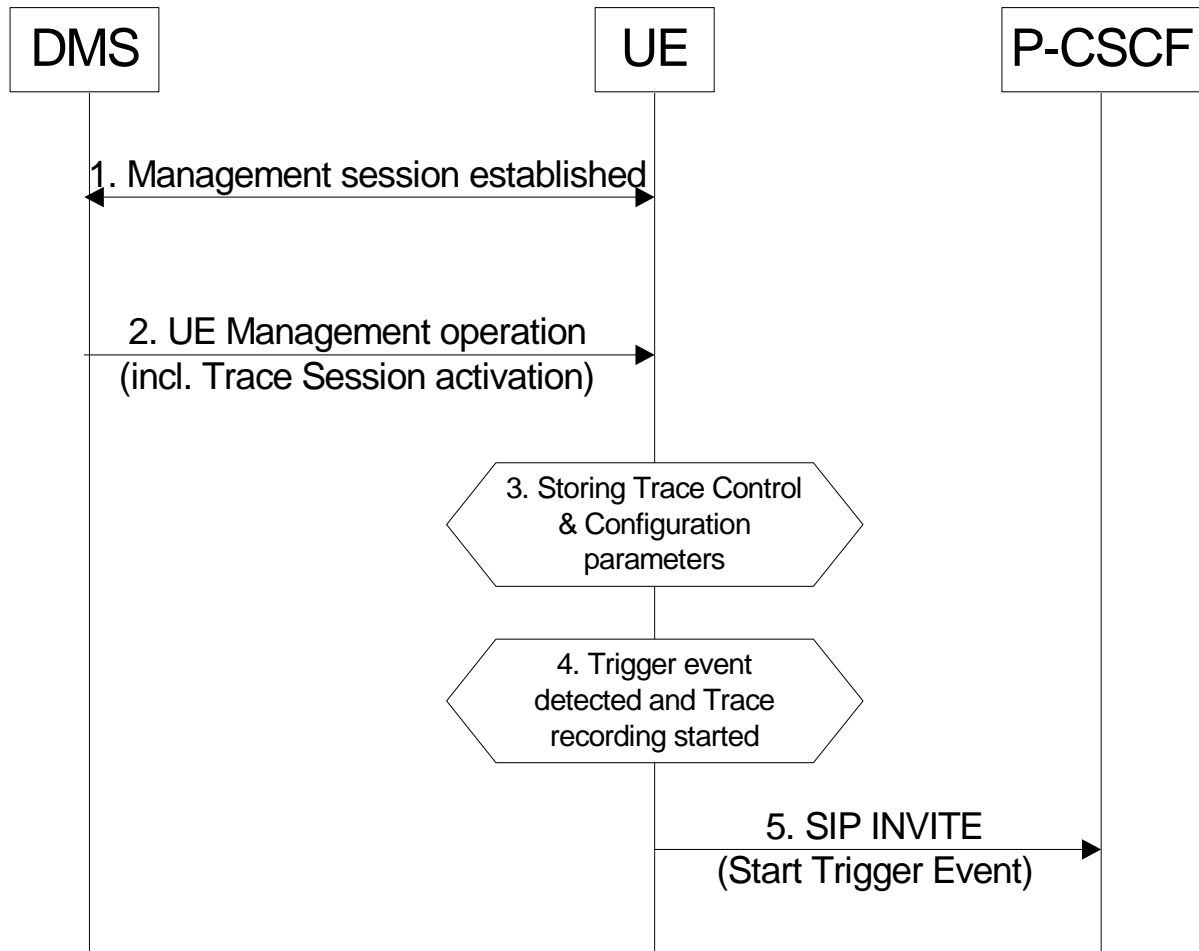 DMS
UE
P-CSCF
1. Management session established
2. UE Management operation
(incl. Trace Session activation)
3. Storing Trace Control
& Configuration
parameters
4. Trigger event
detected and Trace
recording started
5. SIP INVITE
(Start Trigger Event)